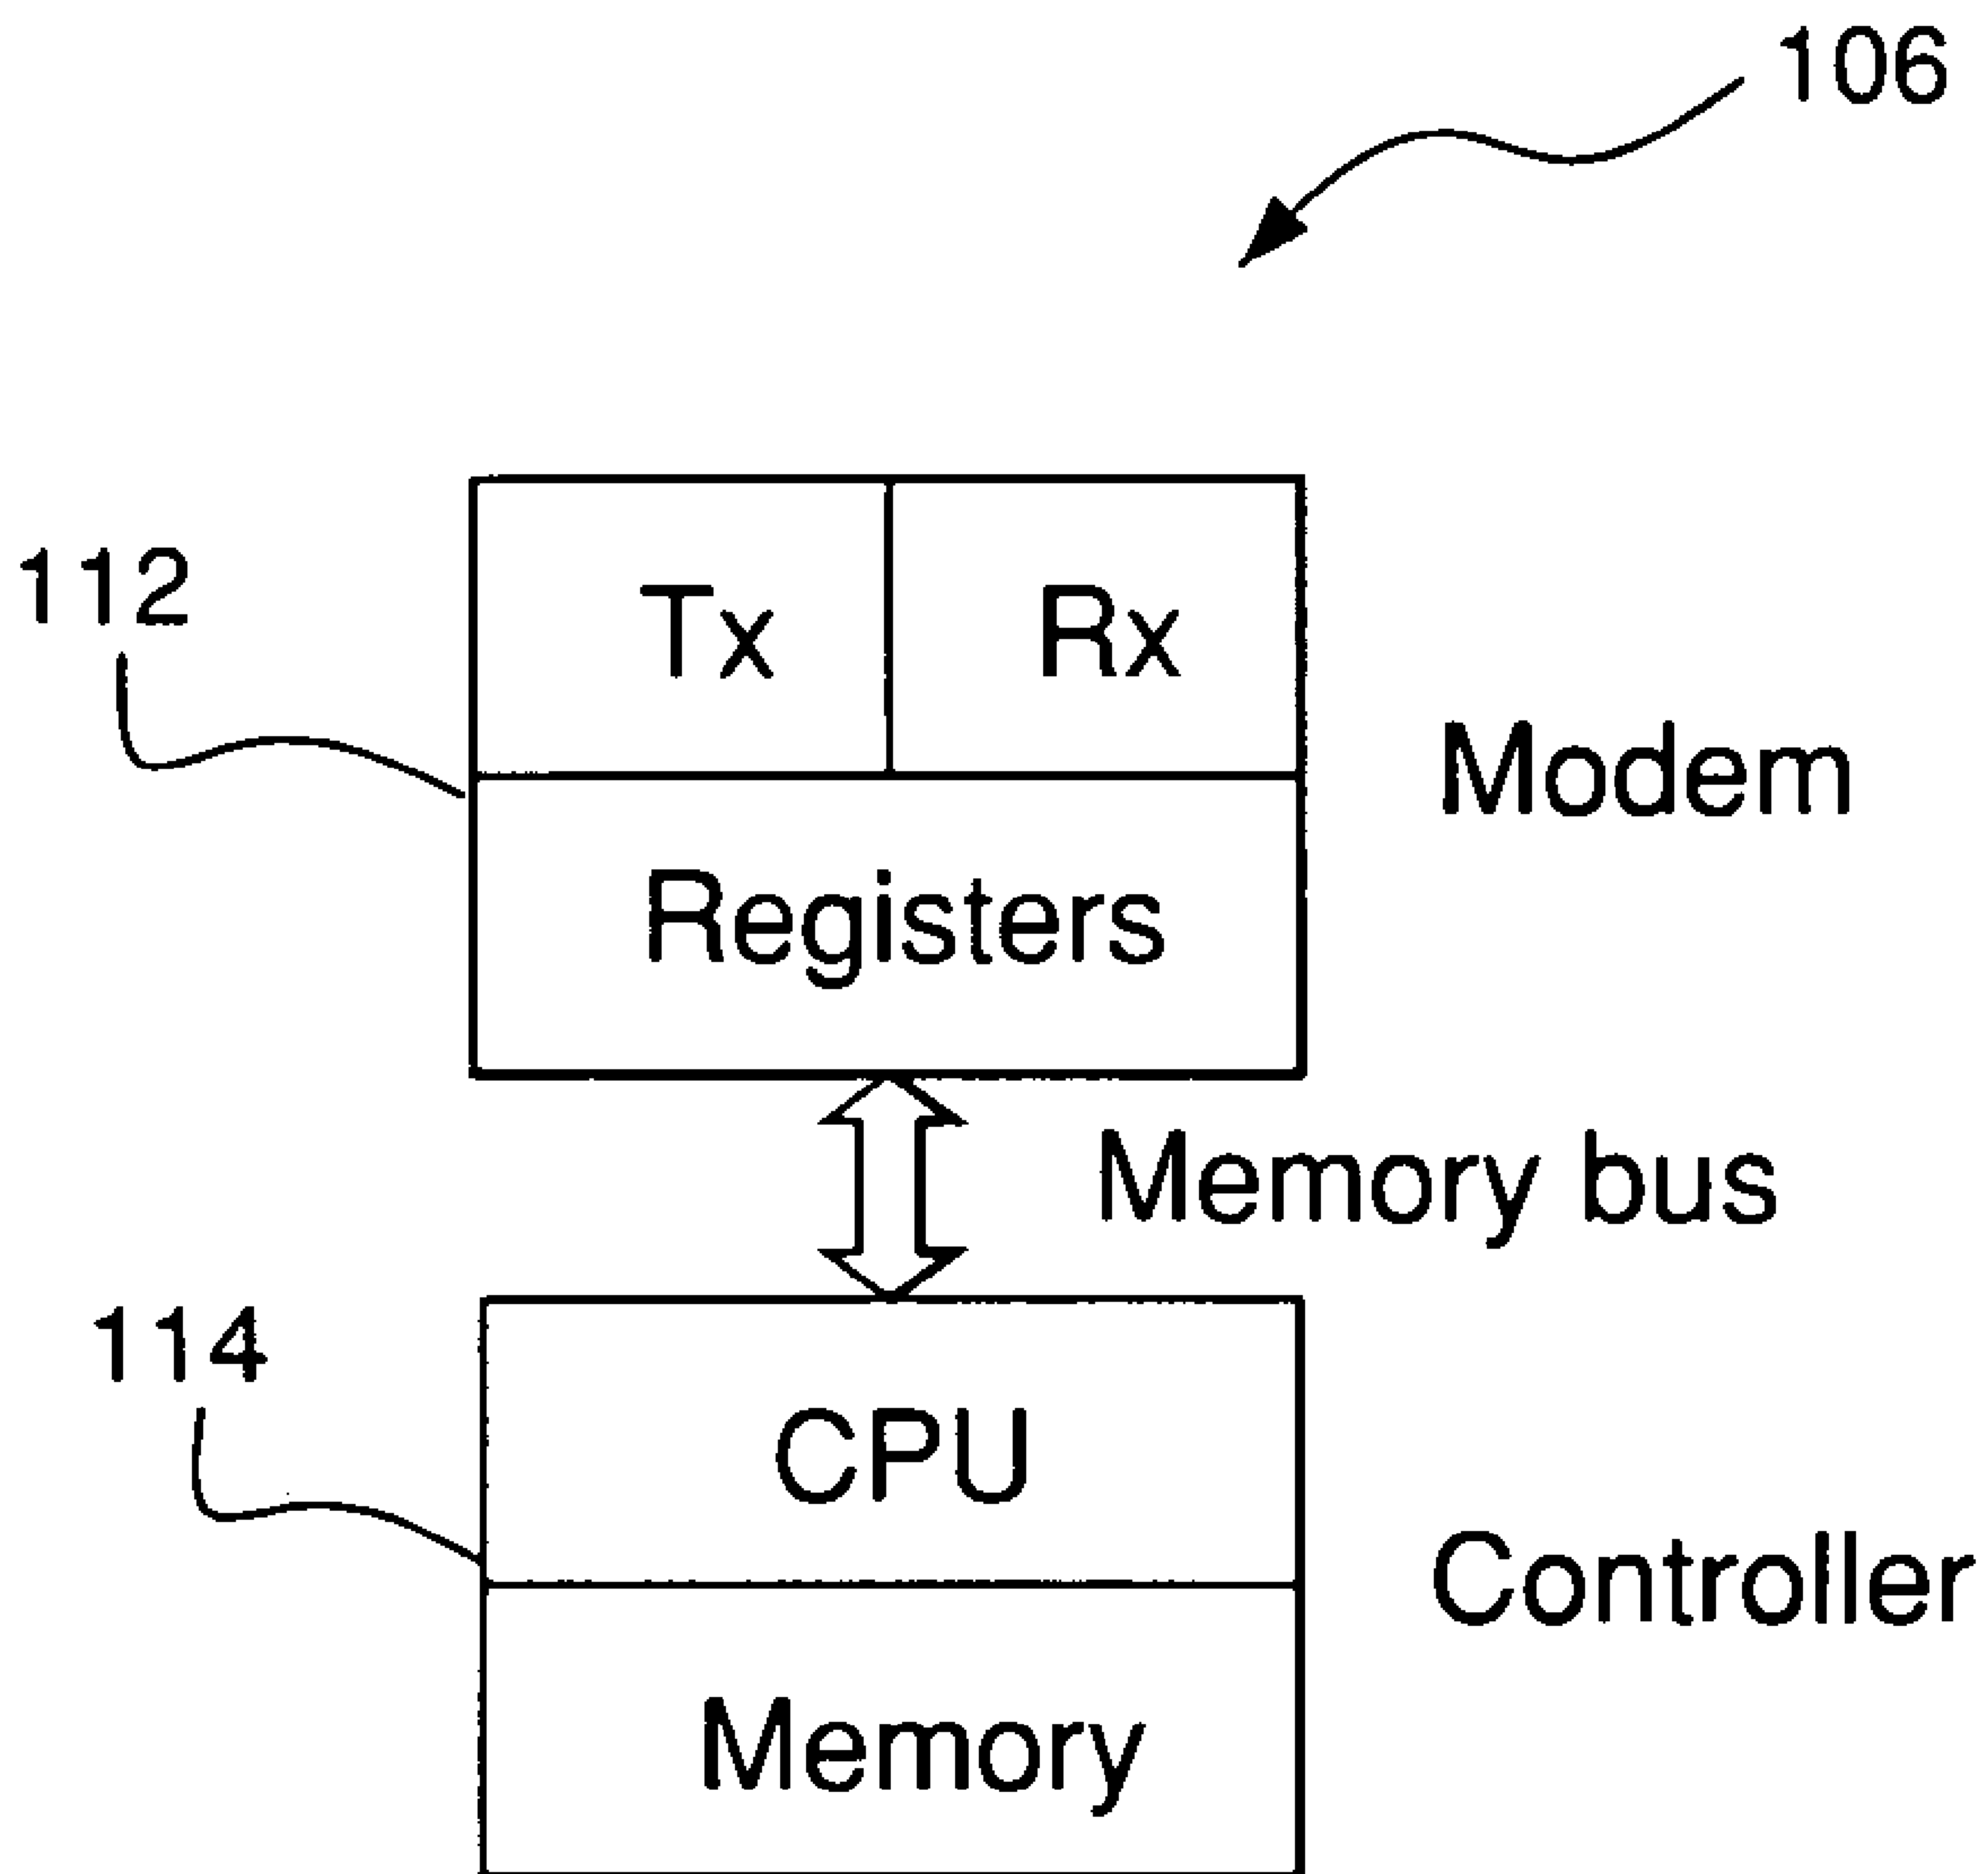 106
112
Tx Rx
Modem
Registers
Memory bus
114
CPU
Controller
Memory